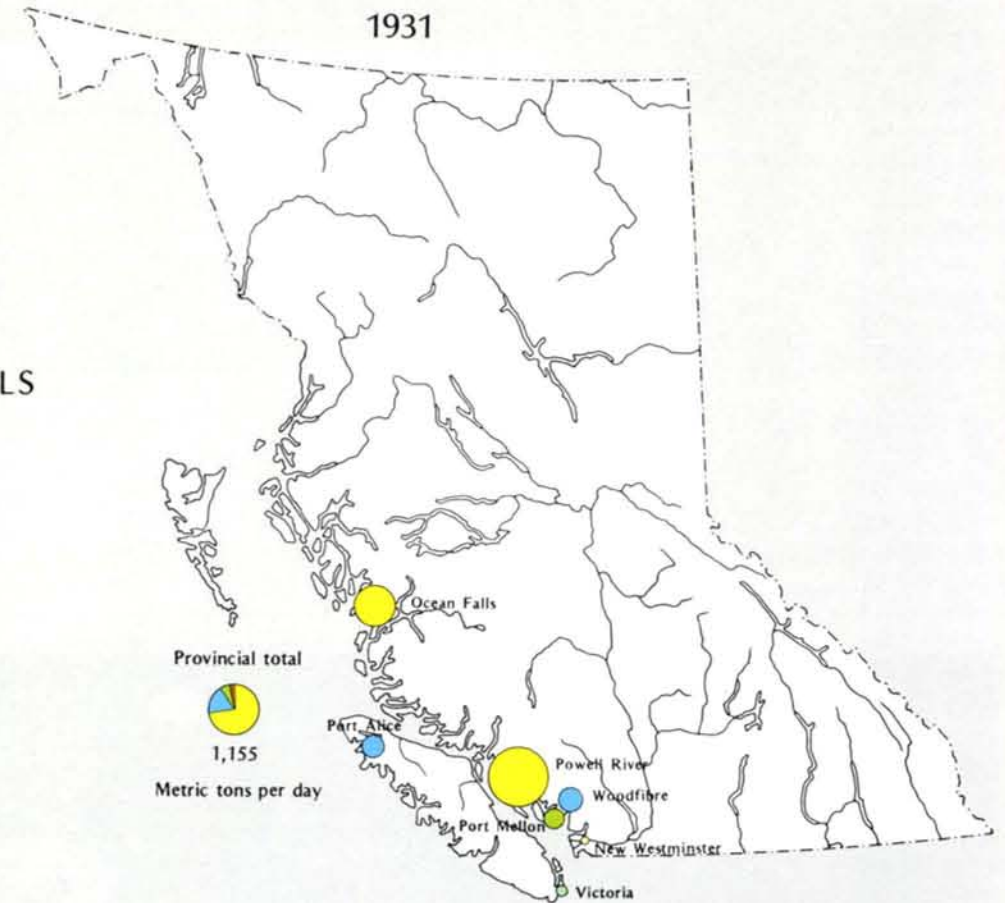 1931
LS
Ocean Falls
Provincial total
1,155
Metric tons per day
Port Alice
Powell River
Woodfibre
Port Mellon
New Westminster
Victoria